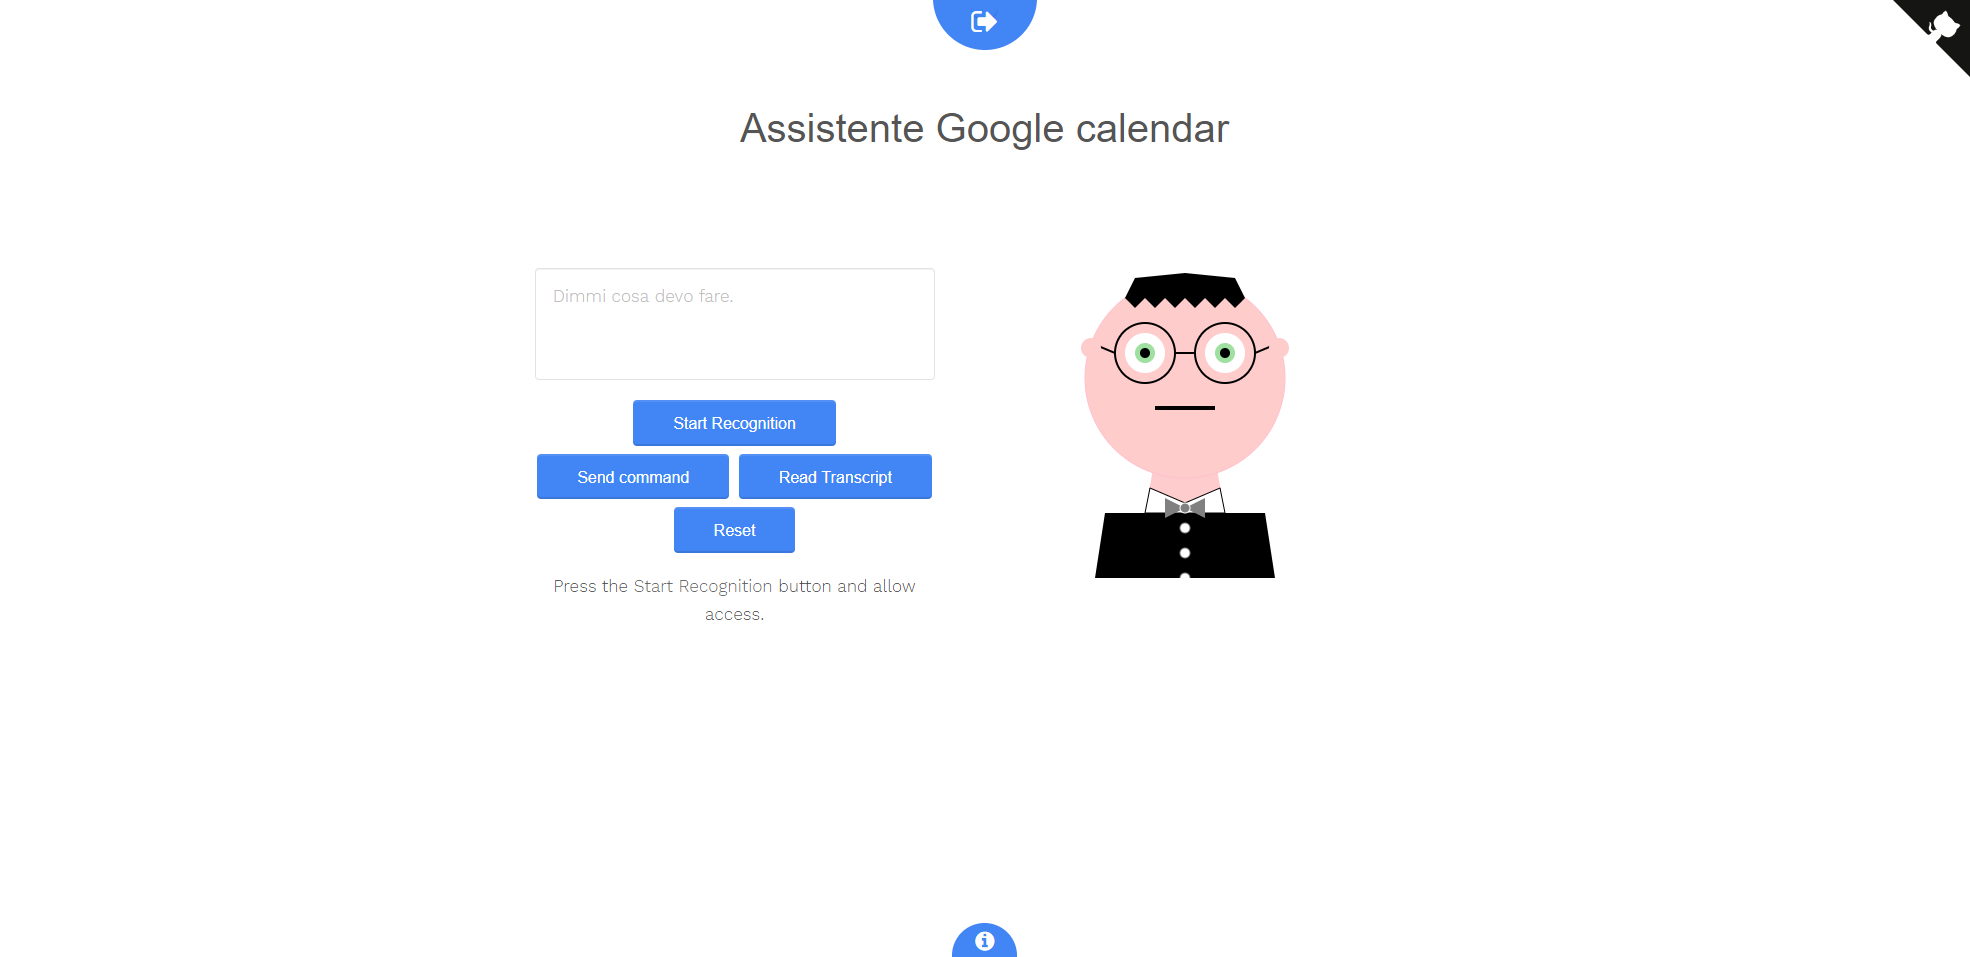 Assistente Google calendar
Dimmi cosa devo fare.
Start Recognition
Send command
Read Transcript
Reset
Press the Start Recognition button and allow
access.